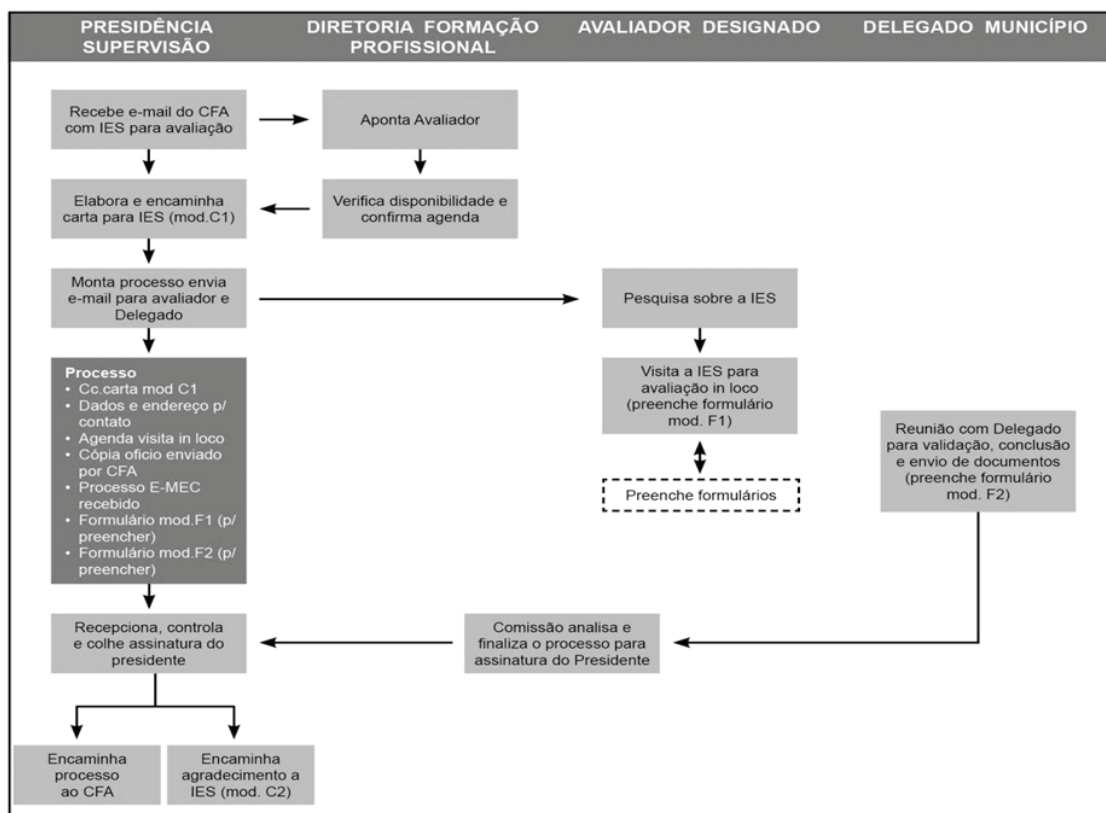 PRESIDÊNCIA
SUPERVISÃO
DIRETORIA FORMAÇÃO
PROFISSIONAL
AVALIADOR DESIGNADO
DELEGADO MUNICÍPIO
Recebe e-mail do CFA
com IES para avaliação
Aponta Avaliador
Elabora e encaminha
carta para IES (mod.C1)
Verifica disponibilidade e
confirma agenda
Monta processo envia
e-mail para avaliador e
Delegado
Pesquisa sobre a IES
Processo
• Cc.carta mod C1
• Dados e endereço p/
contato
• Agenda visita in loco
• Cópia oficio enviado
por CFA
• Processo E-MEC
recebido
• Formulário mod.F1 (p/
preencher)
• Formulário mod.F2 (p/
preencher)
Visita a IES para
avaliação in loco
(preenche formulário
mod. F1)
Preenche formulários
Reunião com Delegado
para validação, conclusão
e envio de documentos
(preenche formulário
mod. F2)
Recepciona, controla
e colhe assinatura do
presidente
Comissão analisa e
finaliza o processo para
assinatura do Presidente
Encaminha
processo
ao CFA
Encaminha
agradecimento a
IES (mod. C2)